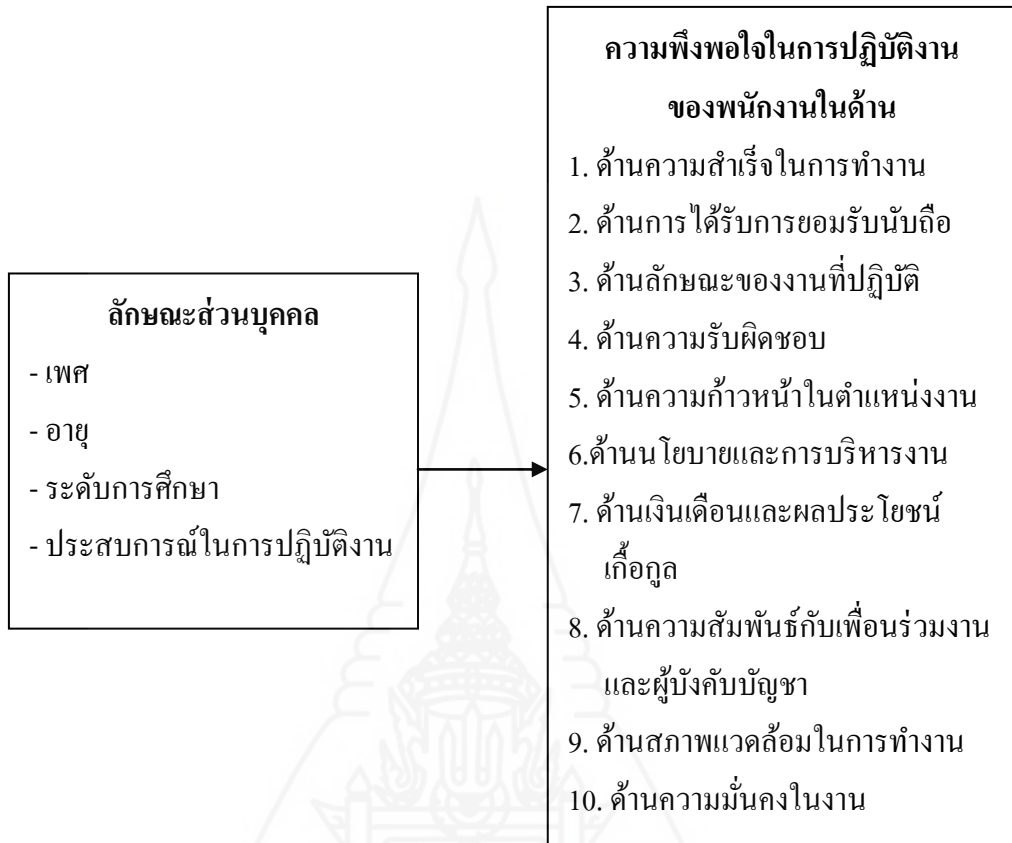 ลักษณะส่วนบุคคล
- เพศ
- อายุ
- ระดับการศึกษา
- ประสบการณ์ในการปฏิบัติงาน
ความพึงพอใจในการปฏิบัติงาน
ของพนักงานในด้าน
1. ด้านความสำเร็จในการทำงาน
2. ด้านการได้รับการยอมรับนับถือ
3. ด้านลักษณะของงานที่ปฏิบัติ
4. ด้านความรับผิดชอบ
5. ด้านความก้าวหน้าในตำแหน่งงาน
6.ด้านนโยบายและการบริหารงาน
7. ด้านเงินเดือนและผลประโยชน์
เกื้อกูล
8. ด้านความสัมพันธ์กับเพื่อนร่วมงาน
และผู้บังคับบัญชา
9. ด้านสภาพแวดล้อมในการทำงาน
10. ด้านความมั่นคงในงาน